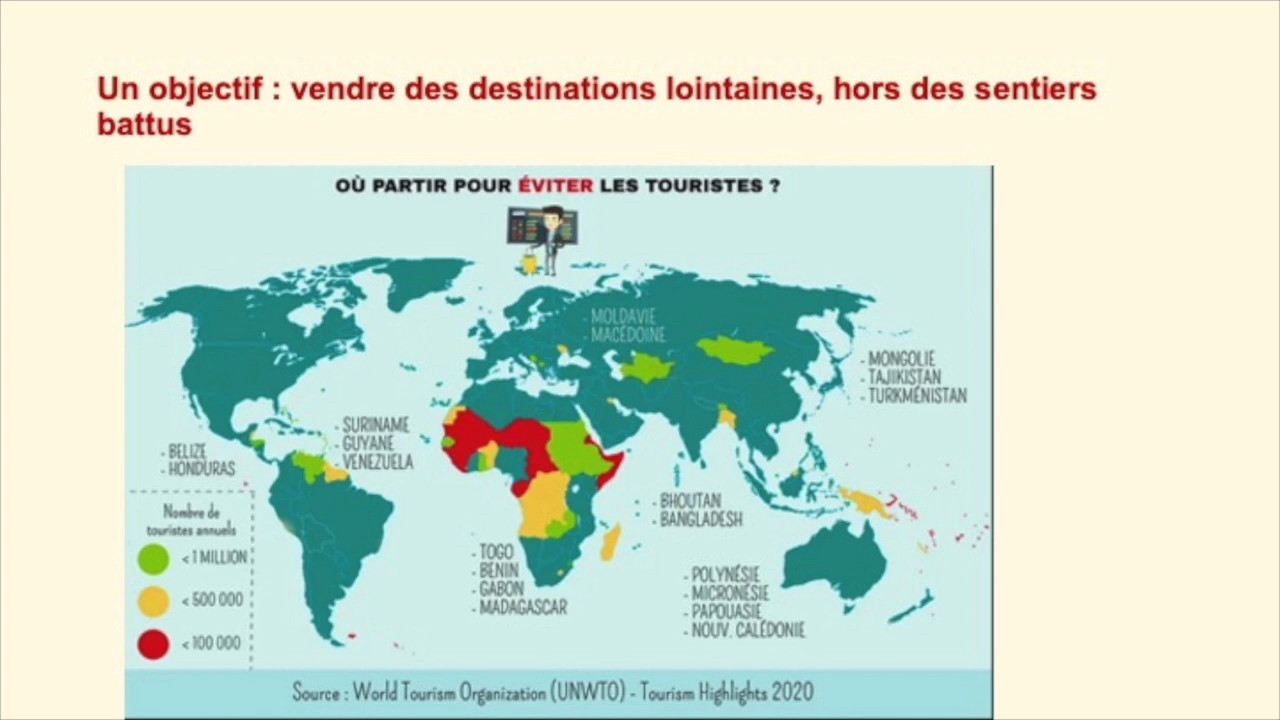 Un objectif : vendre des destinations lointaines, hors des sentiers
battus
OÙ PARTIR POUR ÉVITER LES TOURISTES ?
- MOLDAVIE
- MACÉDOINE
- MONGOLIE
- TAJIKISTAN
- TURKMÉNISTAN
- SURINAME
- GUYANE
- VENEZUELA
- BELIZE
- HONDURAS
- BHOUTAN
- BANGLADESH
Nombre de
touristes annuels
< 1 MILLION
< 500 000
< 100 000
- TOGO
- BENIN
- GABON
- MADAGASCAR
- POLYNÉSIE
- MICRONÉSIE
- PAPOUASIE
- NOUV. CALÉDONIE
Source : World Tourism Organization (UNWTO) - Tourism Highlights 2020